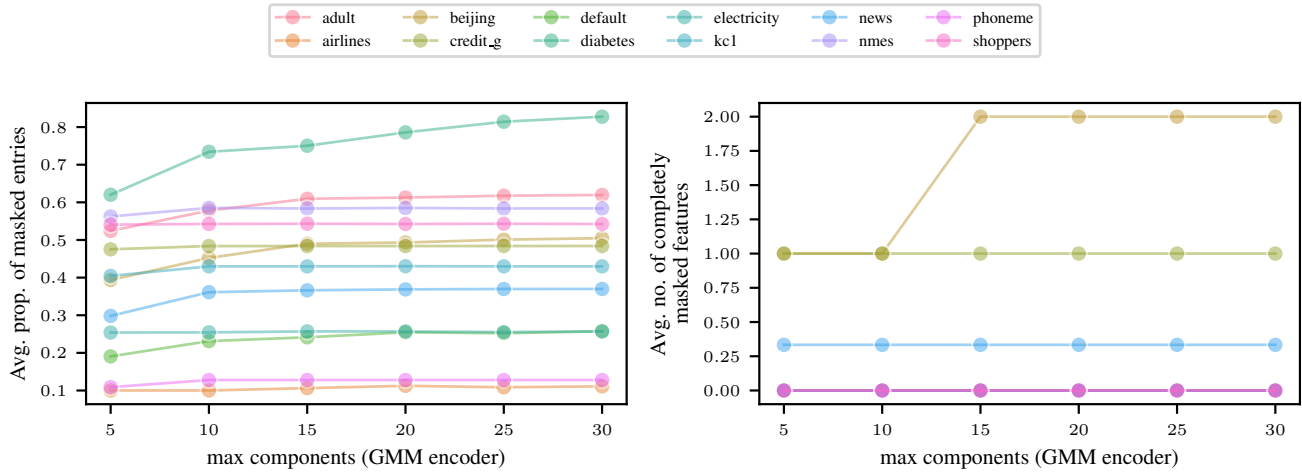 adult beijing default electricity news phoneme
airlines credit_g diabetes kc1 nmes shoppers
Avg. prop. of masked entries
0.8
0.7
0.6
0.5
0.4
0.3
0.2
0.1
5 10 15 20 25 30
max components (GMM encoder)
Avg. no. of completely
masked features
2.00
1.75
1.50
1.25
1.00
0.75
0.50
0.25
0.00
5 10 15 20 25 30
max components (GMM encoder)